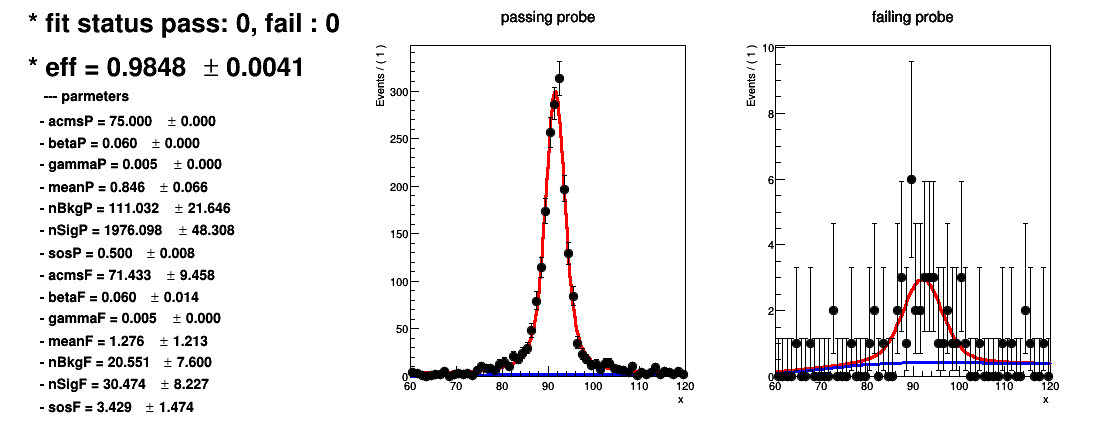 * fit status pass: 0, fail : 0
* eff = 0.9848 ± 0.0041
--- parmeters
- acmsP = 75.000 ± 0.000
- betaP = 0.060 ± 0.000
- gammaP = 0.005 ± 0.000
- meanP = 0.846 ± 0.066
- nBkgP = 111.032 ± 21.646
- nSigP = 1976.098 ± 48.308
- sosP = 0.500 ± 0.008
- acmsF = 71.433 ± 9.458
- betaF = 0.060 ± 0.014
- gammaF = 0.005 ± 0.000
- meanF = 1.276 ± 1.213
- nBkgF = 20.551 ± 7.600
- nSigF = 30.474 ± 8.227
- sosF = 3.429 ± 1.474
passing probe
Events / ( 1 )
300
250
200
150
100
50
0
60 70 80 90 100 110 120
x
failing probe
Events / ( 1 )
10
8
6
4
2
0
60 70 80 90 100 110 120
x